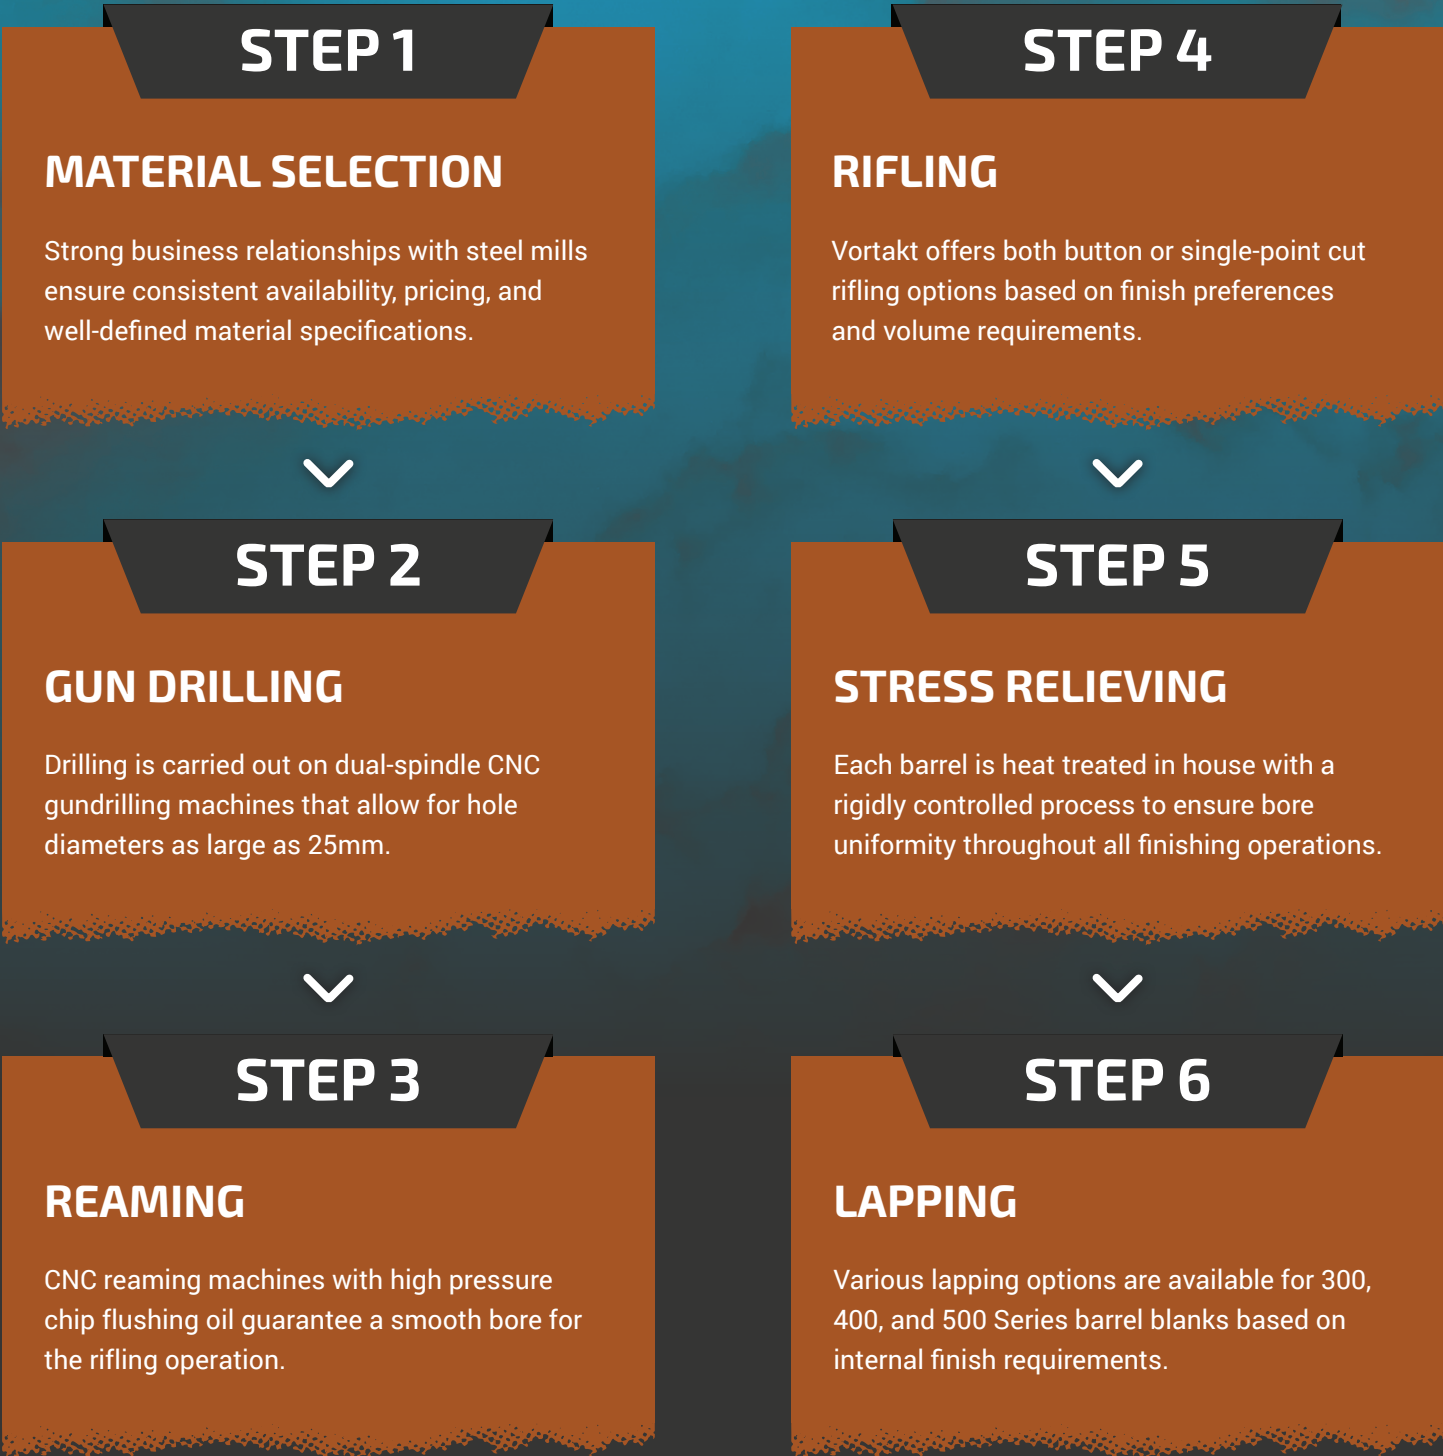 STEP 1
MATERIAL SELECTION
Strong business relationships with steel mills
ensure consistent availability, pricing, and
well-defined material specifications.
STEP 2
GUN DRILLING
Drilling is carried out on dual-spindle CNC
gundrilling machines that allow for hole
diameters as large as 25mm.
STEP 3
REAMING
CNC reaming machines with high pressure
chip flushing oil guarantee a smooth bore for
the rifling operation.
STEP 4
RIFLING
Vortakt offers both button or single-point cut
rifling options based on finish preferences
and volume requirements.
STEP 5
STRESS RELIEVING
Each barrel is heat treated in house with a
rigidly controlled process to ensure bore
uniformity throughout all finishing operations.
STEP 6
LAPPING
Various lapping options are available for 300,
400, and 500 Series barrel blanks based on
internal finish requirements.